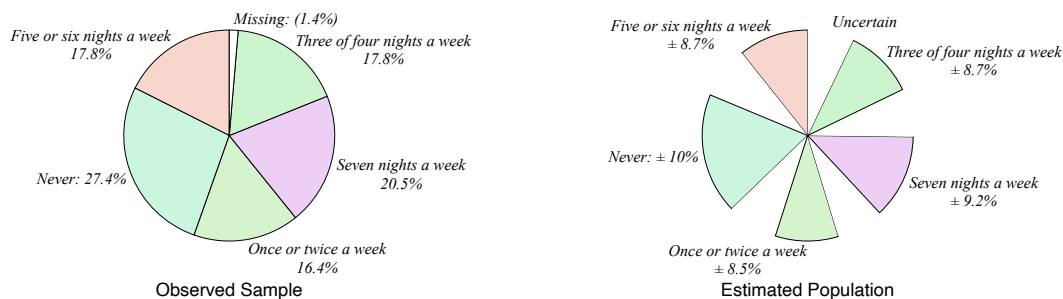 Missing: (1.4%)
Five or six nights a week
17.8%
Three of four nights a week
17.8%
Never: 27.4%
Seven nights a week
20.5%
Once or twice a week
16.4%
Observed Sample
Five or six nights a week
± 8.7%
Uncertain
Three of four nights a week
± 8.7%
Never: ± 10%
Seven nights a week
± 9.2%
Once or twice a week
± 8.5%
Estimated Population